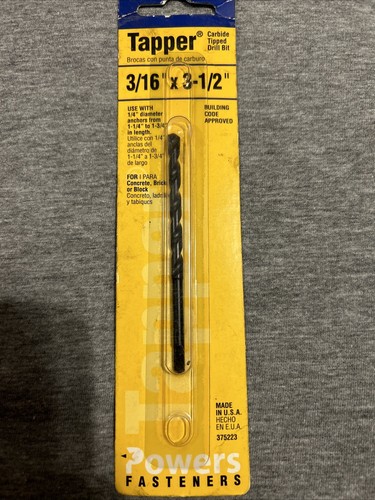 Tapper® Carbide Tipped Drill Bit
Brocas con punta de carburo
3/16" x 3-1/2"
USE WITH
1/4" diameter
anchors from
1-1/4" to 1-3/4"
in length.
Utilice con 1/4"
anclas del
diámetro de
1-1/4" a 1-3/4"
de largo
BUILDING
CODE
APPROVED
FOR / PARA
Concrete, Brick
or Block
Concreto,
y tabiques
MADE
IN U.S.A.
HECHO
EN E.U.A.
375223
Powers
FASTENERS